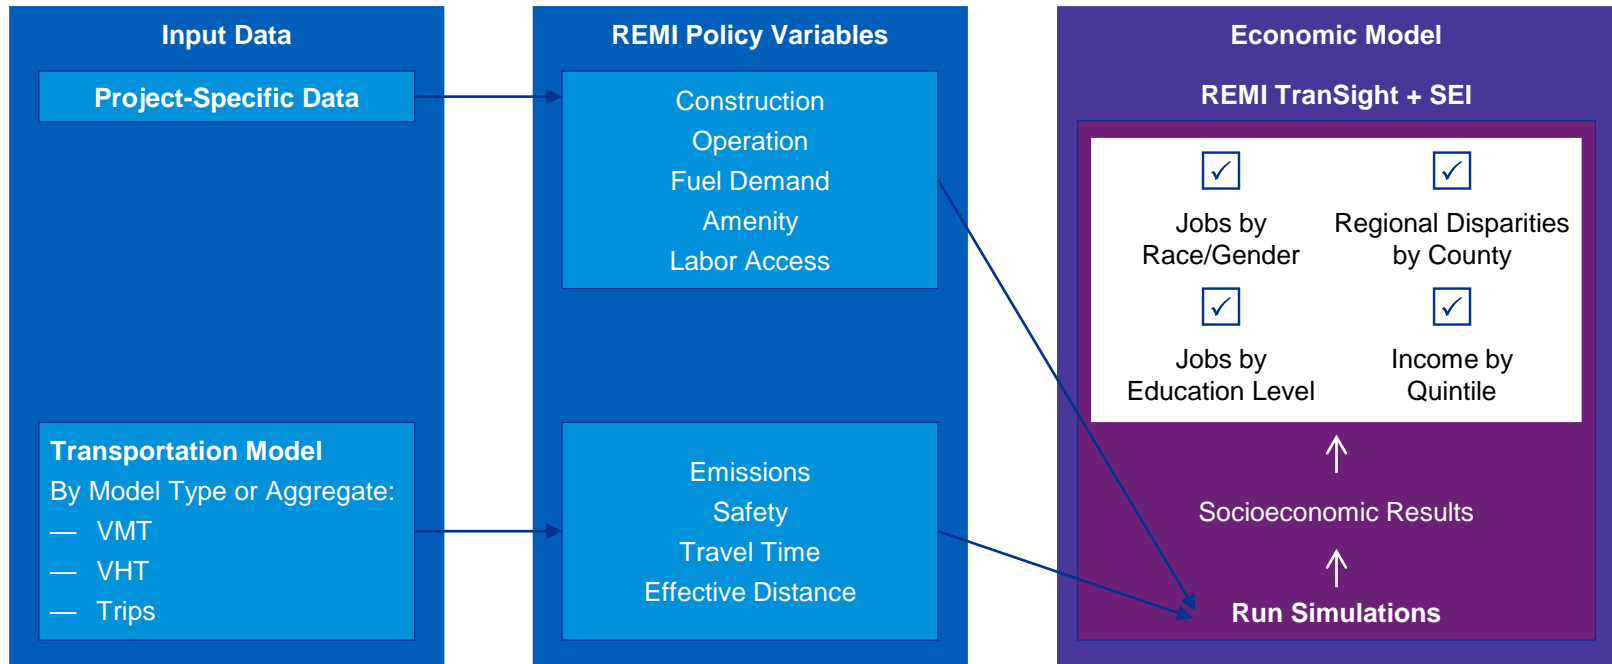 Input Data
Project-Specific Data
Transportation Model
By Model Type or Aggregate:
— VMT
— VHT
— Trips
REMI Policy Variables
Construction
Operation
Fuel Demand
Amenity
Labor Access
Emissions
Safety
Travel Time
Effective Distance
Economic Model
REMI TranSight + SEI
Jobs by
Race/Gender
Regional Disparities
by County
Jobs by
Education Level
Income by
Quintile
Socioeconomic Results
Run Simulations